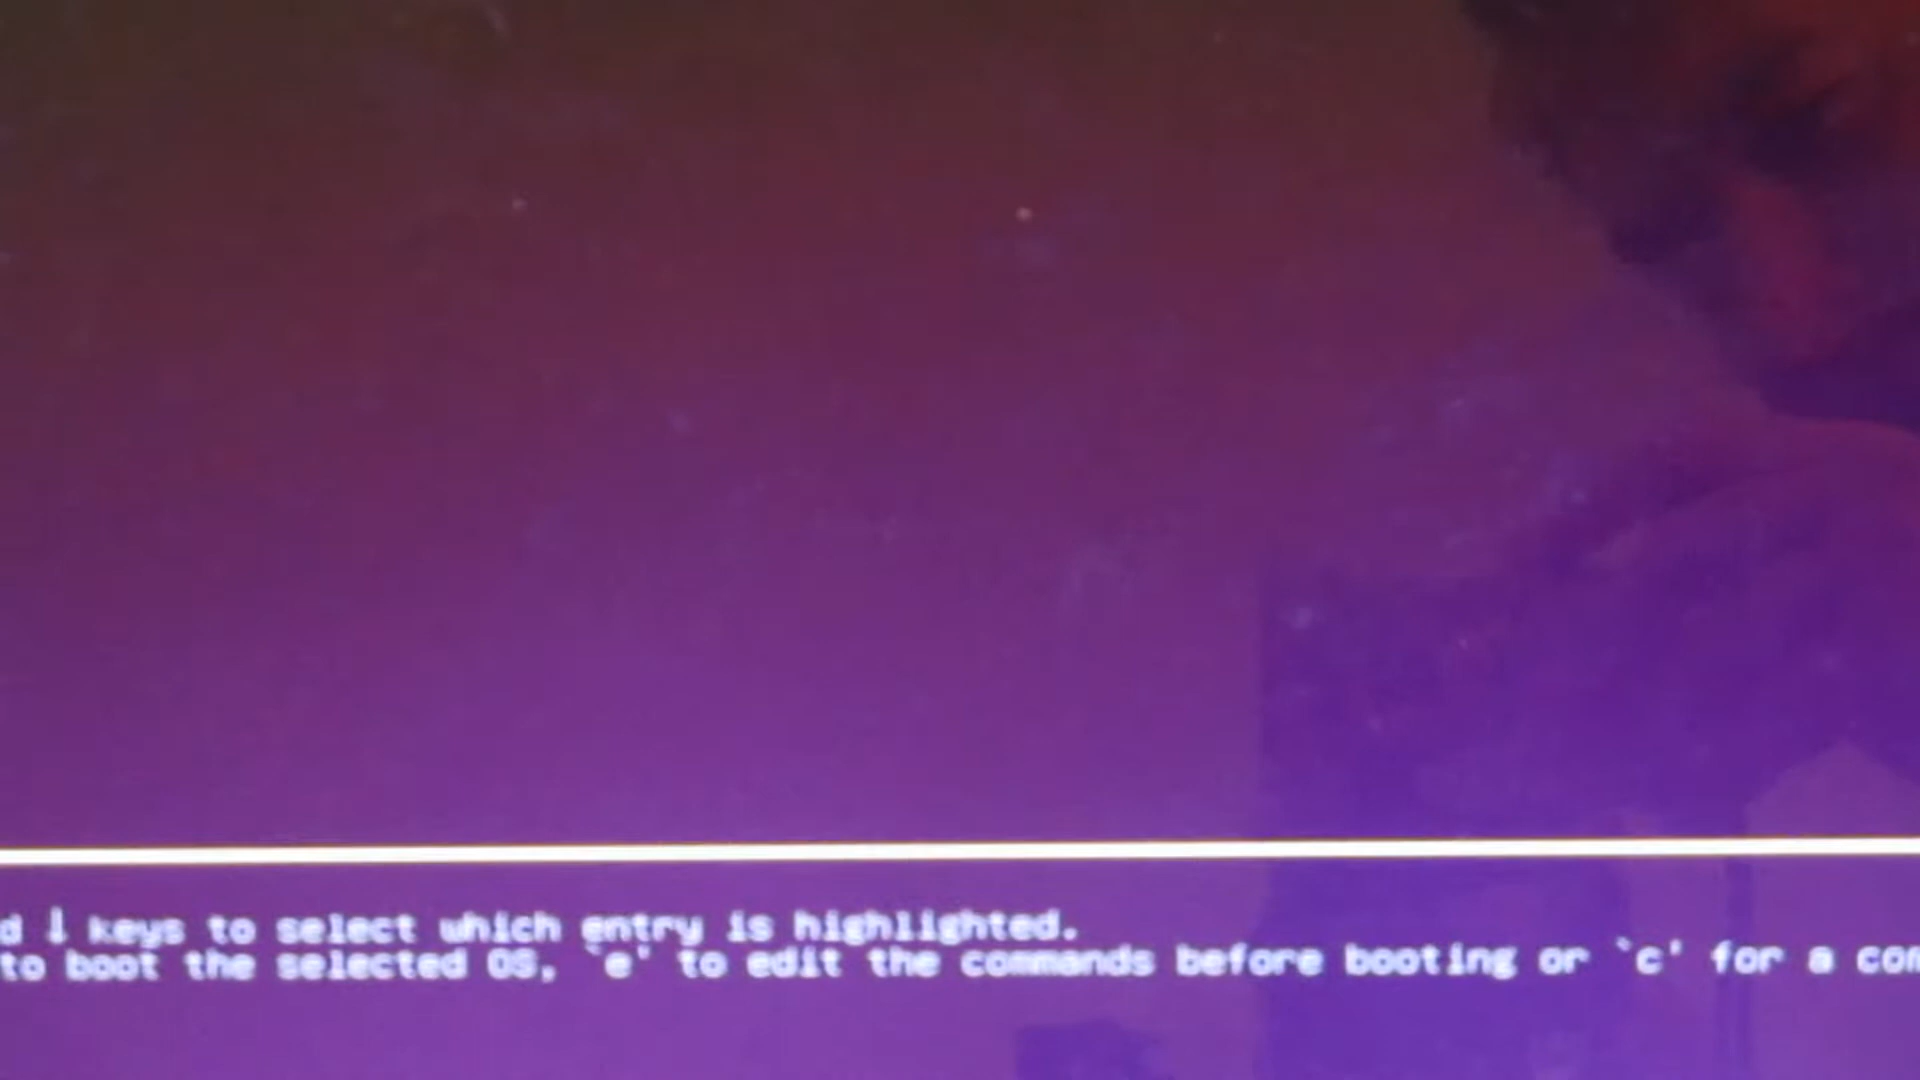 d ↓ keys to select which entry is highlighted.
to boot the selected OS, `e' to edit the commands before booting or `c' for a com